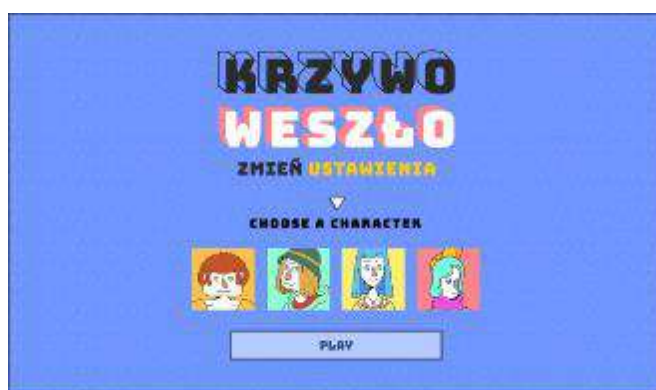 KRZYWO
WESZŁO
ZMIEŃ USTAWIENIA
CHOOSE A CHARACTER
PLAY